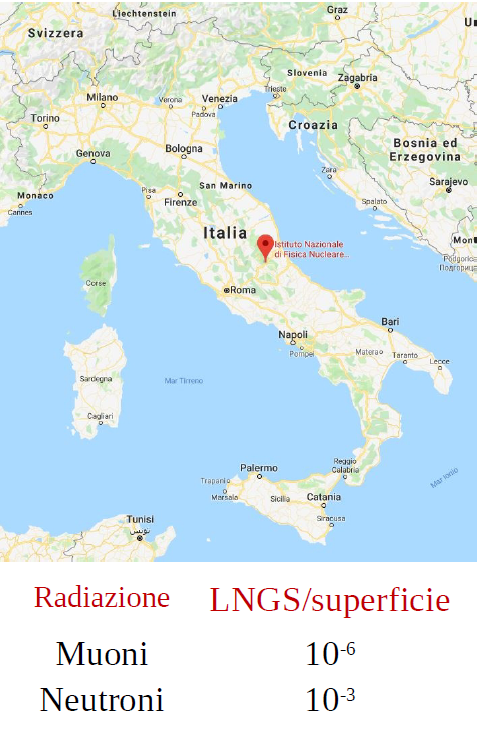 Graz
Liechtenstein
Svizzera
Slovenia
Zagabria
Milano
Verona
Venezia
Trieste
Padova
Torino
Croazia
Genova
Bologna
Bosnia ed
Erzegovina
Monaco
San Marino
Zara
Sarajevo
Pisa
Firenze
Cannes
Spalato
Italia
Mon
Istituto Nazionale
di Fisica Nucleare...
Podgorica
Подгорица
Corse
Roma
Bari
Napoli
Pompei
Matera
Taranto
Lecce
Sardegna
Mar Tirreno
Cagliari
Reggio
Calabria
Palermo
Mar Ionio
Trapani
Marsala
Sicilia
Catania
Siracusa
Tunisi
تونس
Radiazione LNGS/superficie
Muoni 10⁻⁶
Neutroni 10⁻³